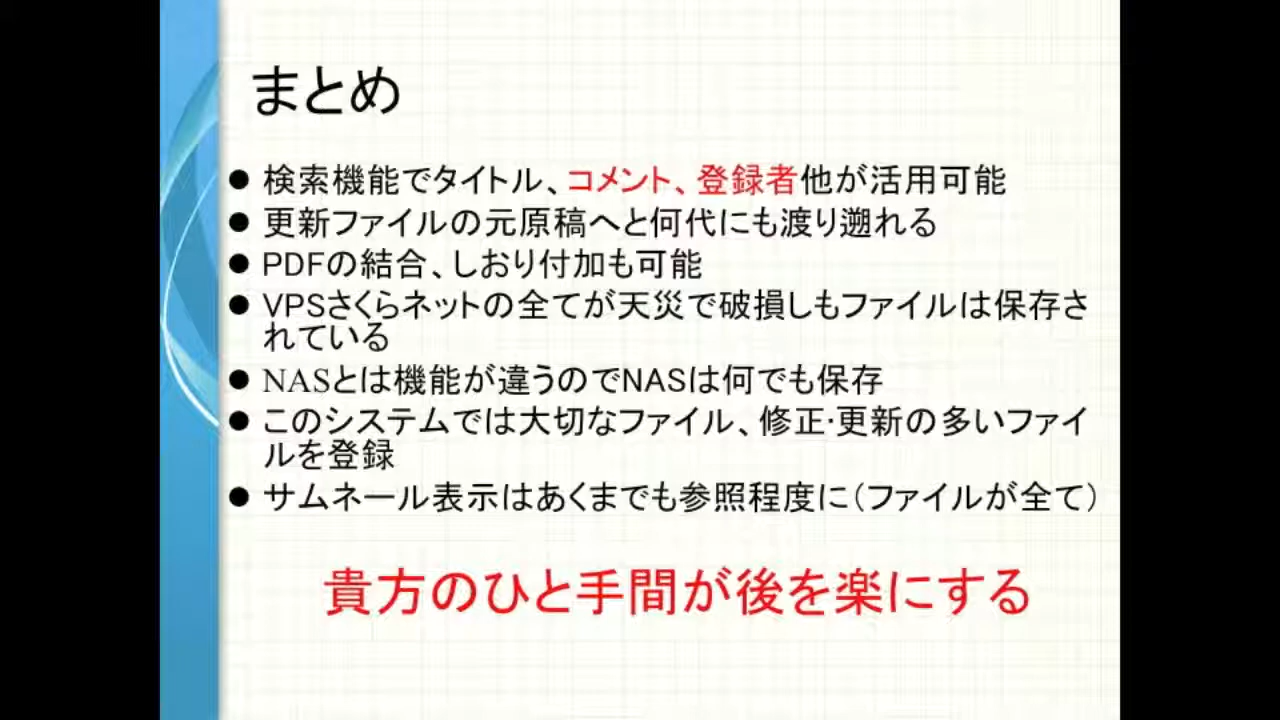 まとめ
● 検索機能でタイトル、コメント、登録者他が活用可能
● 更新ファイルの元原稿へと何代にも渡り遡れる
● PDFの結合、しおり付加も可能
● VPSさくらネットの全てが天災で破損しもファイルは保存さ
れている
● NASとは機能が違うのでNASは何でも保存
● このシステムでは大切なファイル、修正・更新の多いファイ
ルを登録
● サムネール表示はあくまでも参照程度に（ファイルが全て）
貴方のひと手間が後を楽にする